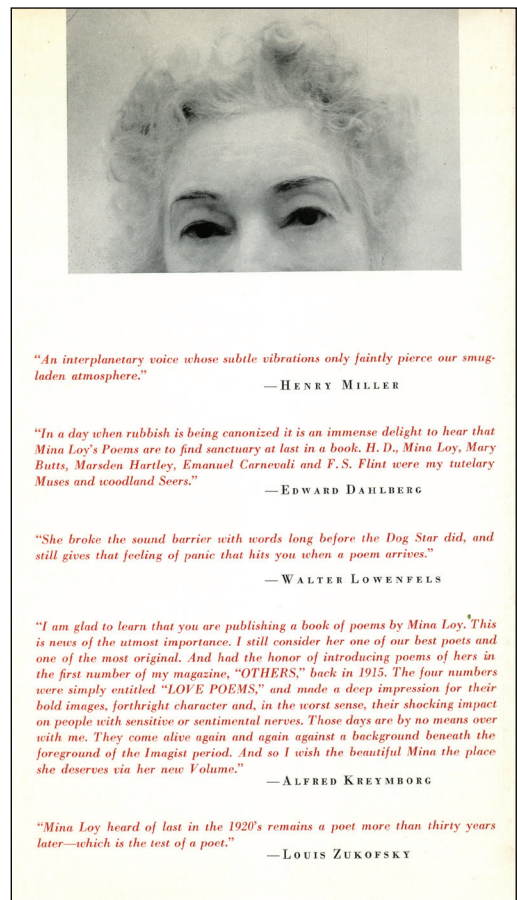 “An interplanetary voice whose subtle vibrations only faintly pierce our smug-
laden atmosphere.”
—HENRY MILLER
“In a day when rubbish is being canonized it is an immense delight to hear that
Mina Loy's Poems are to find sanctuary at last in a book. H. D., Mina Loy, Mary
Butts, Marsden Hartley, Emanuel Carnevali and F. S. Flint were my tutelary
Muses and woodland Seers.”
—EDWARD DAHLBERG
“She broke the sound barrier with words long before the Dog Star did, and
still gives that feeling of panic that hits you when a poem arrives.”
—WALTER LOWENFELS
“I am glad to learn that you are publishing a book of poems by Mina Loy. This
is news of the utmost importance. I still consider her one of our best poets and
one of the most original. And had the honor of introducing poems of hers in
the first number of my magazine, “OTHERS,” back in 1915. The four numbers
were simply entitled “LOVE POEMS,” and made a deep impression for their
bold images, forthright character and, in the worst sense, their shocking impact
on people with sensitive or sentimental nerves. Those days are by no means over
with me. They come alive again and again against a background beneath the
foreground of the Imagist period. And so I wish the beautiful Mina the place
she deserves via her new Volume.”
—ALFRED KREYMBORG
“Mina Loy heard of last in the 1920's remains a poet more than thirty years
later—which is the test of a poet.”
—LOUIS ZUKOFSKY